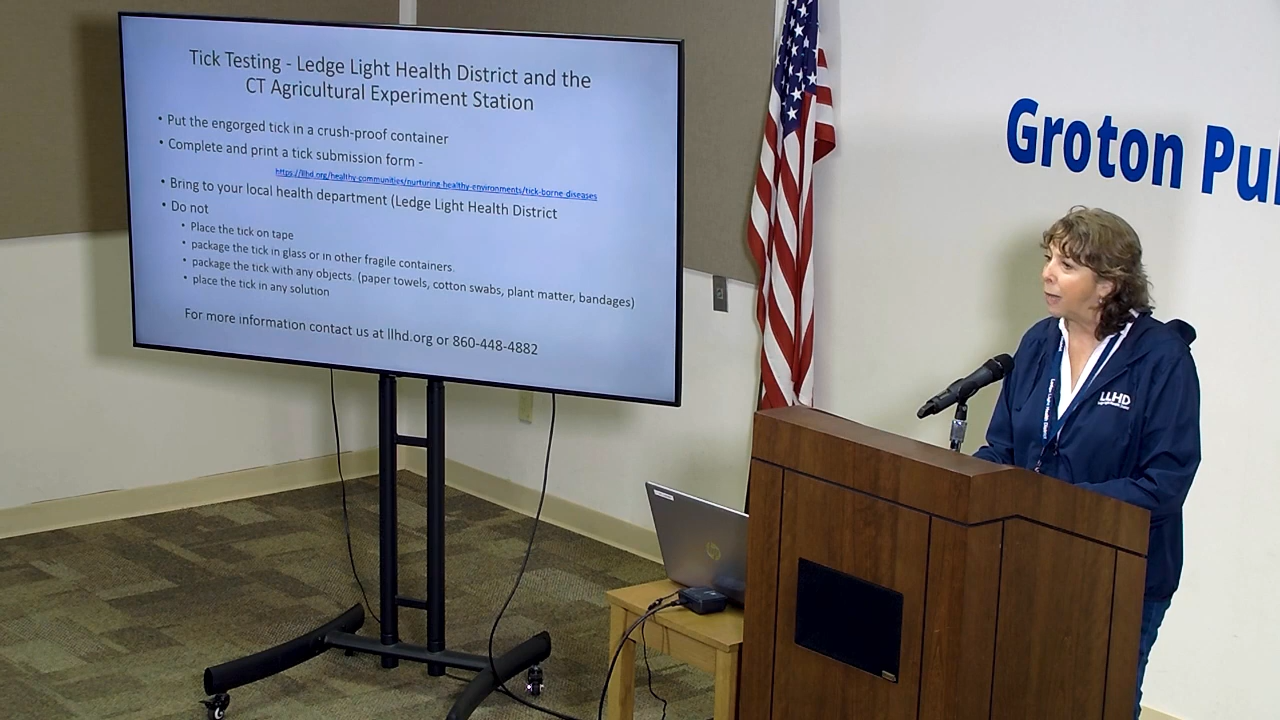 Tick Testing - Ledge Light Health District and the
CT Agricultural Experiment Station
• Put the engorged tick in a crush-proof container
• Complete and print a tick submission form -
https://llhd.org/healthy-communities/nurturing-healthy-environments/tick-borne-diseases
• Bring to your local health department (Ledge Light Health District
• Do not
• Place the tick on tape
• package the tick in glass or in other fragile containers.
• package the tick with any objects. (paper towels, cotton swabs, plant matter, bandages)
• place the tick in any solution
For more information contact us at llhd.org or 860-448-4882
Groton Pu
LLHD
Ledge Light Health District
hp